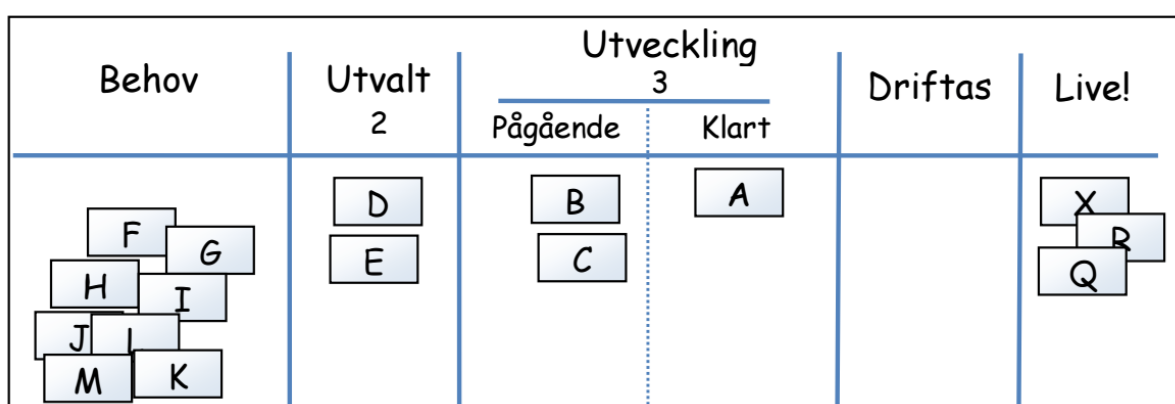 Behov
Utvalt
2
Utveckling
3
Pågående
Klart
Driftas
Live!
F
G
H
I
J
L
M
K
D
E
B
C
A
X
R
Q